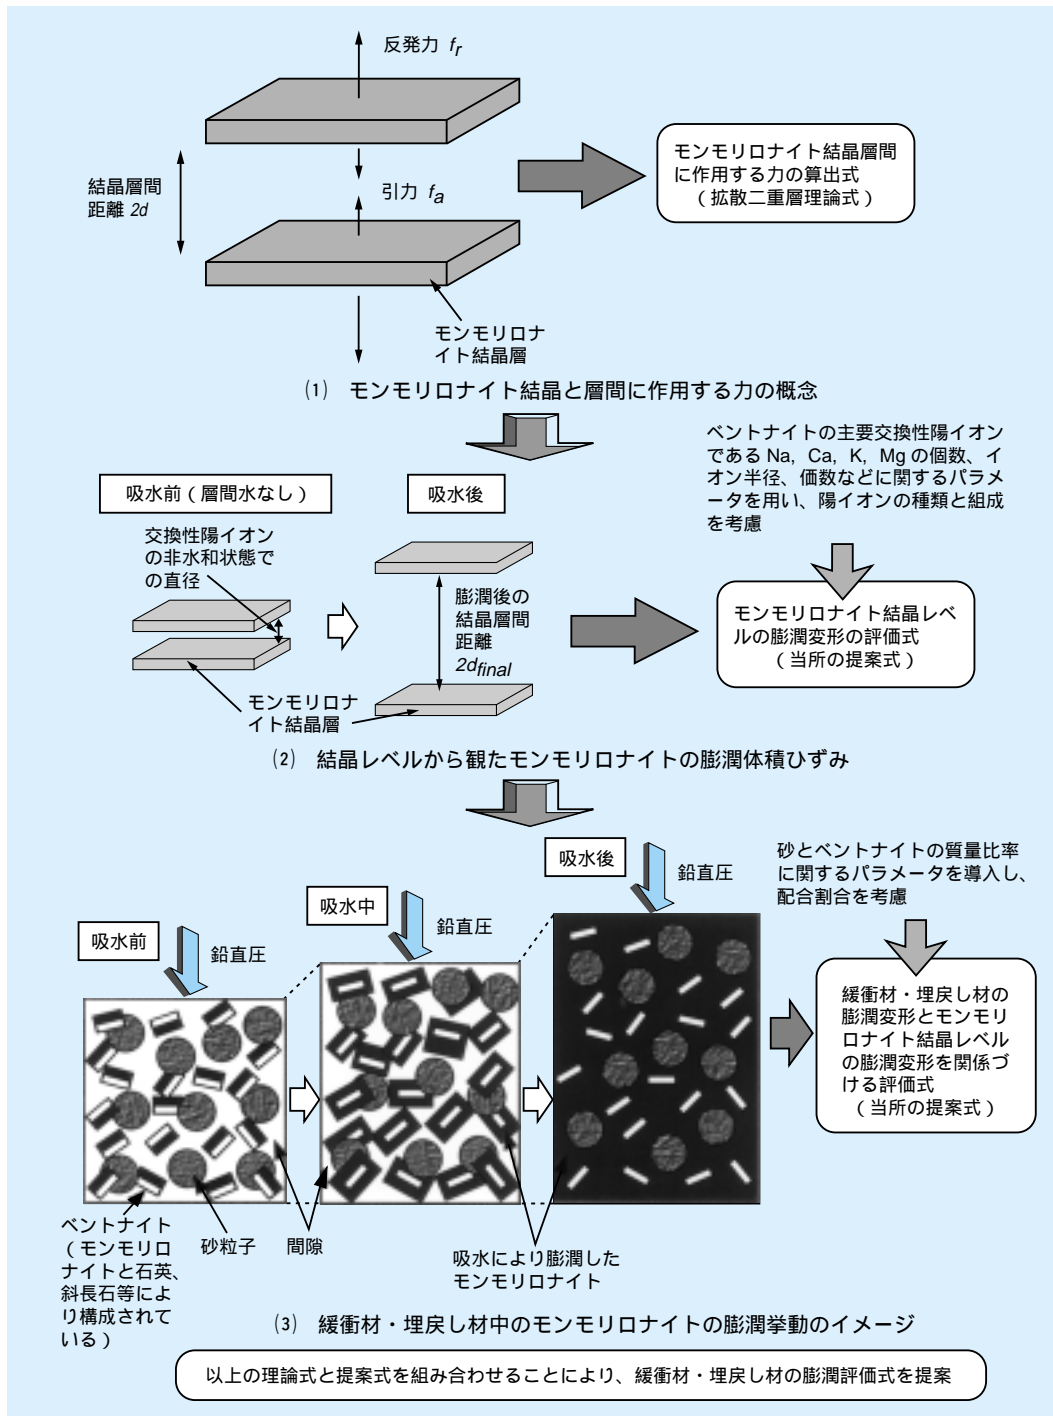 反発力 fr
結晶層間
距離 2d
引力 fa
モンモリロナイト結晶層間
に作用する力の算出式
（拡散二重層理論式）
モンモリロナ
イト結晶層
(1) モンモリロナイト結晶と層間に作用する力の概念
ベントナイトの主要交換性陽イオン
である Na, Ca, K, Mg の個数、イ
オン半径、価数などに関するパラメ
ータを用い、陽イオンの種類と組成
を考慮
吸水前（層間水なし）
吸水後
交換性陽イオン
の非水和状態で
の直径
膨潤後の
結晶層間
距離
2dfinal
モンモリロナイト結晶レベ
ルの膨潤変形の評価式
（当所の提案式）
モンモリロナ
イト結晶層
(2) 結晶レベルから観たモンモリロナイトの膨潤体積ひずみ
吸水前
鉛直圧
吸水中
鉛直圧
吸水後
鉛直圧
砂とベントナイトの質量比率
に関するパラメータを導入し、
配合割合を考慮
緩衝材・埋戻し材の
膨潤変形とモンモリ
ロナイト結晶レベル
の膨潤変形を関係づ
ける評価式
（当所の提案式）
ベントナイト
（モンモリロ
ナイトと石英、
斜長石等によ
り構成されて
いる）
砂粒子
間隙
吸水により膨潤した
モンモリロナイト
(3) 緩衝材・埋戻し材中のモンモリロナイトの膨潤挙動のイメージ
以上の理論式と提案式を組み合わせることにより、緩衝材・埋戻し材の膨潤評価式を提案